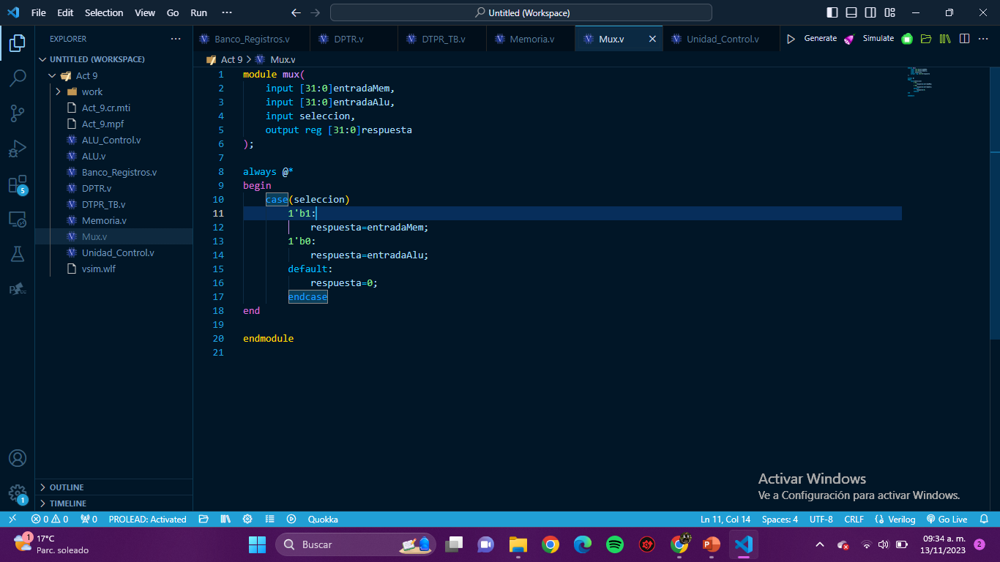 File Edit Selection View Go Run ··· Untitled (Workspace)
EXPLORER ···
UNTITLED (WORKSPACE)
Act 9
work
Act_9.cr.mti
Act_9.mpf
ALU_Control.v
ALU.v
Banco_Registros.v
DPTR.v
DTPR_TB.v
Memoria.v
Mux.v
Unidad_Control.v
vsim.wlf
OUTLINE
TIMELINE
5
1
Banco_Registros.v DPTR.v DTPR_TB.v Memoria.v Mux.v Unidad_Control.v Generate Simulate ···
Act 9 > Mux.v
1 module mux(
2 input [31:0]entradaMem,
3 input [31:0]entradaAlu,
4 input seleccion,
5 output reg [31:0]respuesta
6 );
7
8 always @*
9 begin
10 case(seleccion)
11 1'b1:
12 respuesta=entradaMem;
13 1'b0:
14 respuesta=entradaAlu;
15 default:
16 respuesta=0;
17 endcase
18 end
19
20 endmodule
21
Activar Windows
Ve a Configuración para activar Windows.
0 0 0 PROLEAD: Activated Quokka Ln 11, Col 14 Spaces: 4 UTF-8 CRLF Verilog Go Live
1 17°C
Parc. soleado
Buscar
09:34 a. m.
13/11/2023
2